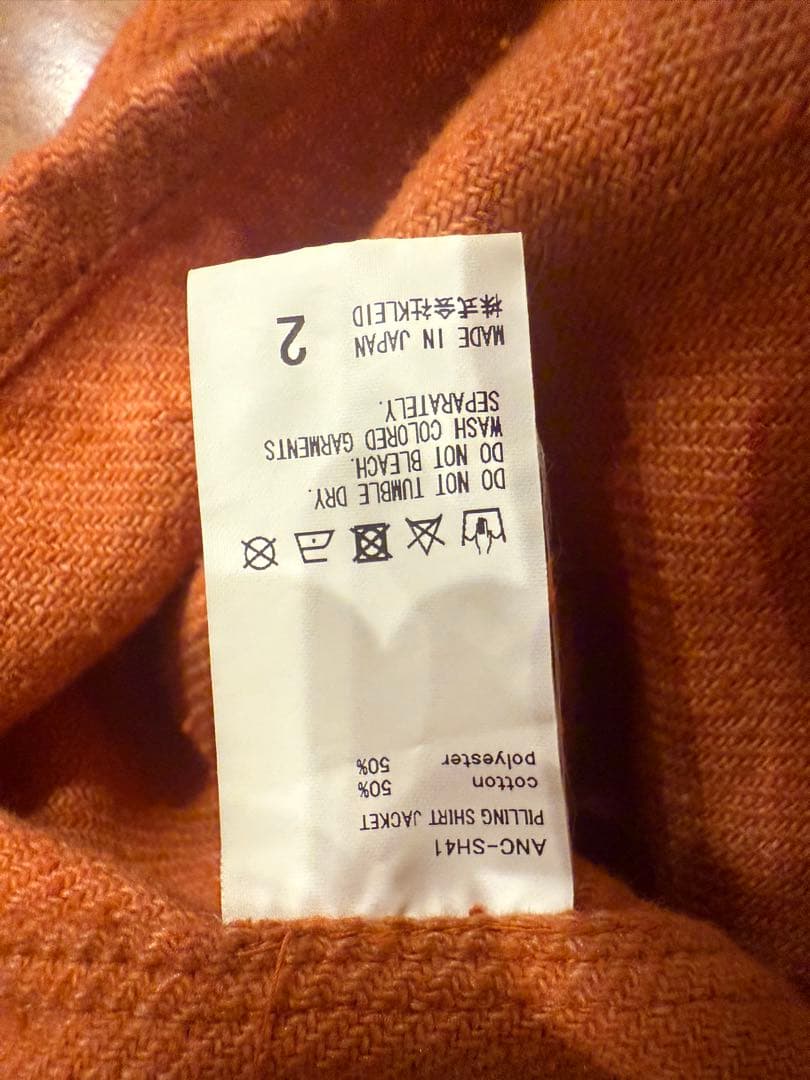 ANC-SH41
PILLING SHIRT JACKET
cotton 50%
polyester 50%
DO NOT TUMBLE DRY.
DO NOT BLEACH.
WASH COLORED GARMENTS
SEPARATELY.
MADE IN JAPAN
株式会社KLEID
2